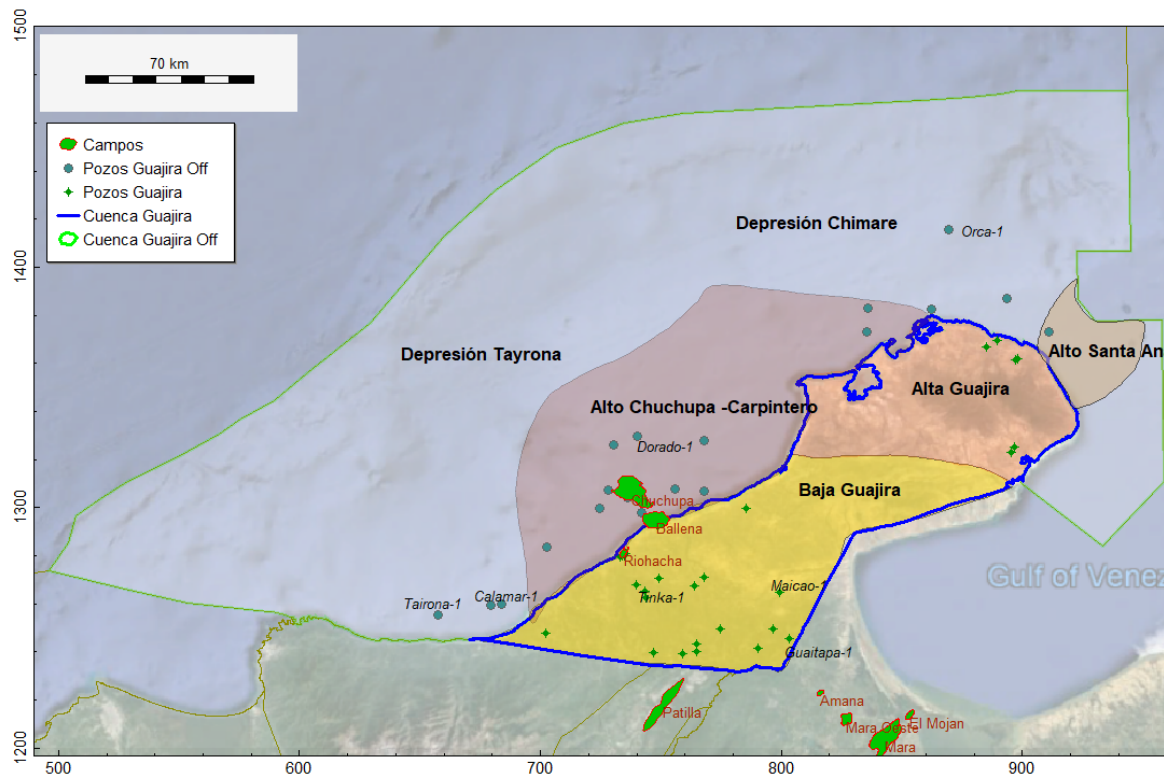 1500
70 km
Campos
Pozos Guajira Off
Pozos Guajira
Cuenca Guajira
Cuenca Guajira Off
Depresión Chimare
Orca-1
1400
Depresión Tayrona
Alto Santa An
Alta Guajira
Alto Chuchupa -Carpintero
Dorado-1
Baja Guajira
1300
Chuchupa
Ballena
Riohacha
Gulf of Venez
Maicao-1
Tinka-1
Calamar-1
Tairona-1
Guaitapa-1
Amana
Patilla
El Mojan
Mara Oeste
Mara
1200
500
600
700
800
900